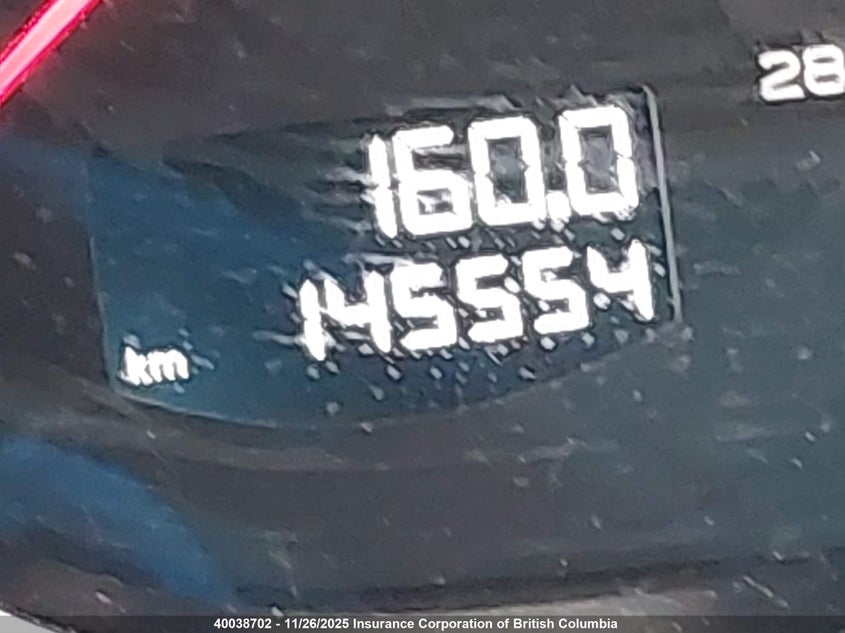 28
160.0
145554
km
40038702 - 11/26/2025 Insurance Corporation of British Columbia